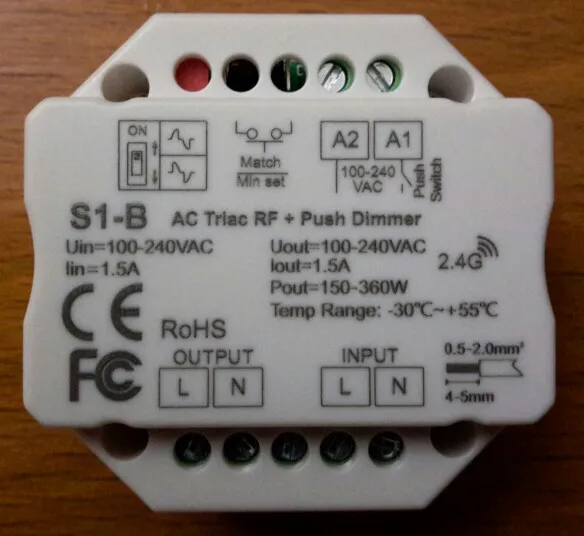 ON
Match
Min set
A2 A1
100-240
VAC
Push
Switch
S1-B AC Triac RF + Push Dimmer
Uin=100-240VAC
Iin=1.5A
Uout=100-240VAC
Iout=1.5A
Pout=150-360W
Temp Range: -30℃~+55℃
2.4G
CE
RoHS
FC
OUTPUT
L N
INPUT
L N
0.5-2.0mm²
4-5mm